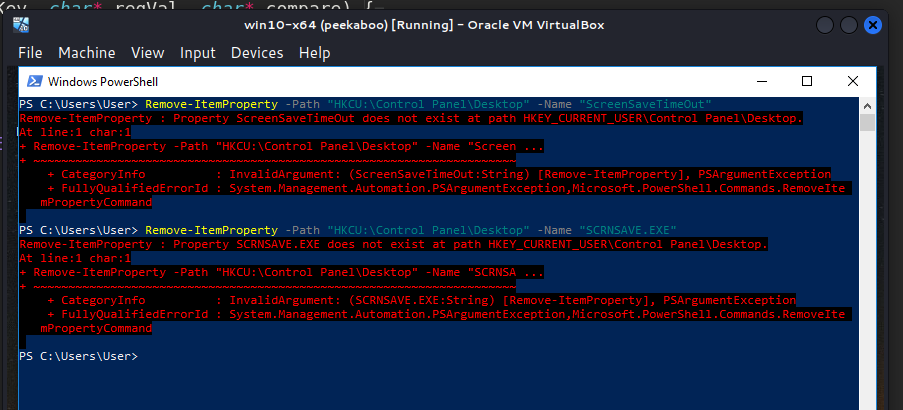 Key, char* regVal, char* compare) {
win10-x64 (peekaboo) [Running] - Oracle VM VirtualBox
File Machine View Input Devices Help
Windows PowerShell
PS C:\Users\User> Remove-ItemProperty -Path "HKCU:\Control Panel\Desktop" -Name "ScreenSaveTimeOut"
Remove-ItemProperty : Property ScreenSaveTimeOut does not exist at path HKEY_CURRENT_USER\Control Panel\Desktop.
At line:1 char:1
+ Remove-ItemProperty -Path "HKCU:\Control Panel\Desktop" -Name "Screen ...
+ ~~~~~~~~~~~~~~~~~~~~~~~~~~~~~~~~~~~~~~~~~~~~~~~~~~~~~~~~~~~~~~~~~~~~~
+ CategoryInfo : InvalidArgument: (ScreenSaveTimeOut:String) [Remove-ItemProperty], PSArgumentException
+ FullyQualifiedErrorId : System.Management.Automation.PSArgumentException,Microsoft.PowerShell.Commands.RemoveIte
mPropertyCommand
PS C:\Users\User> Remove-ItemProperty -Path "HKCU:\Control Panel\Desktop" -Name "SCRNSAVE.EXE"
Remove-ItemProperty : Property SCRNSAVE.EXE does not exist at path HKEY_CURRENT_USER\Control Panel\Desktop.
At line:1 char:1
+ Remove-ItemProperty -Path "HKCU:\Control Panel\Desktop" -Name "SCRNSA ...
+ ~~~~~~~~~~~~~~~~~~~~~~~~~~~~~~~~~~~~~~~~~~~~~~~~~~~~~~~~~~~~~~~~~~~~~
+ CategoryInfo : InvalidArgument: (SCRNSAVE.EXE:String) [Remove-ItemProperty], PSArgumentException
+ FullyQualifiedErrorId : System.Management.Automation.PSArgumentException,Microsoft.PowerShell.Commands.RemoveIte
mPropertyCommand
PS C:\Users\User>